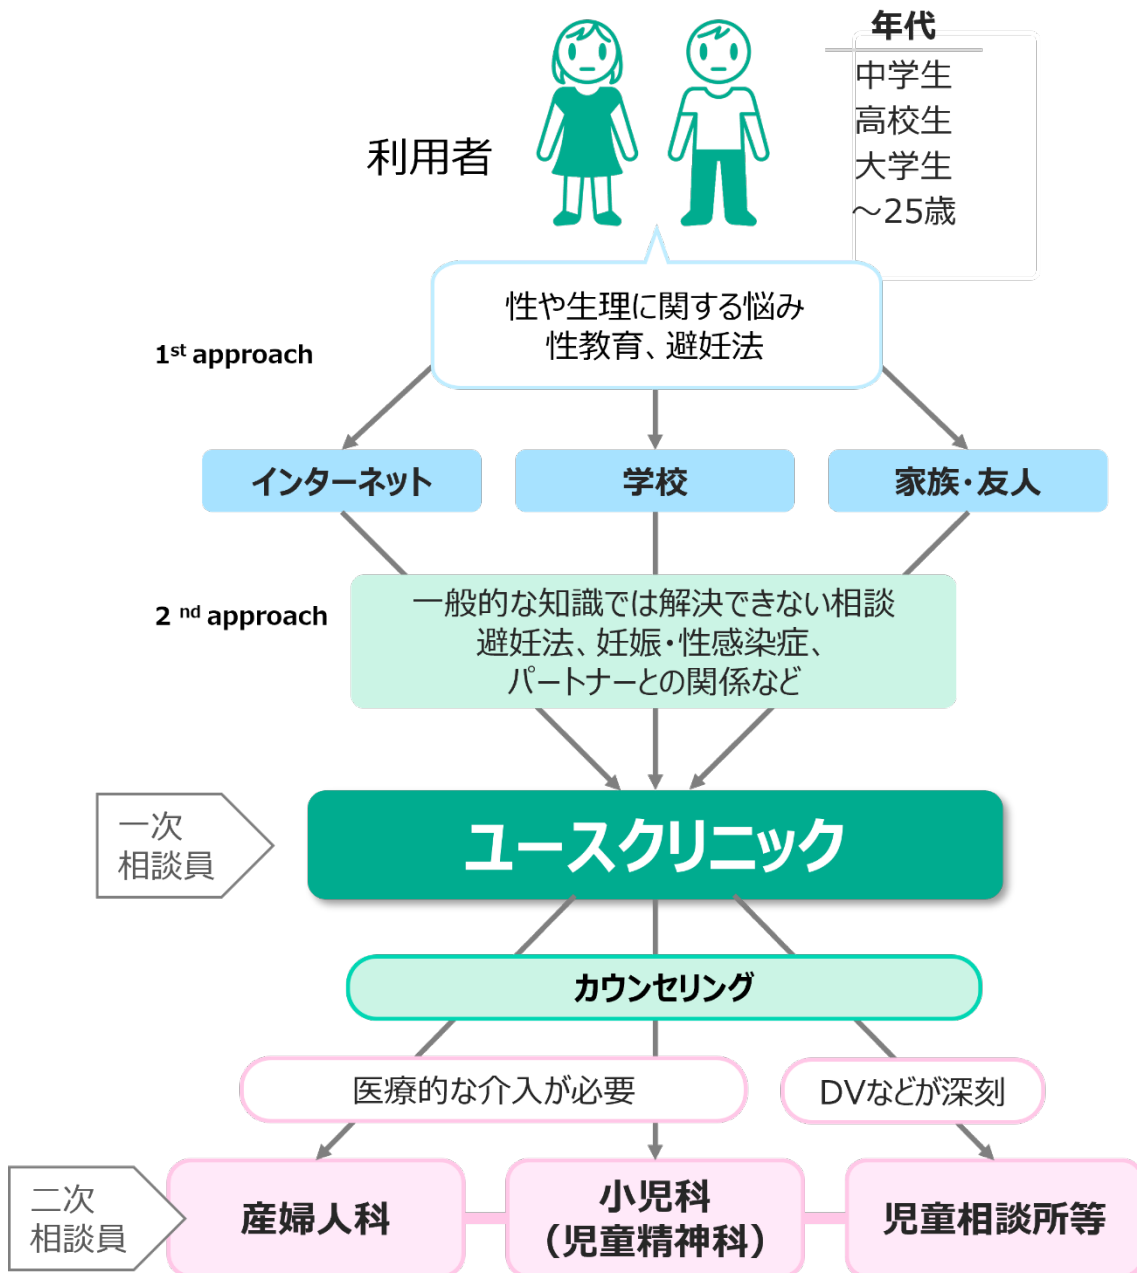 年代
中学生
高校生
大学生
～25歳
利用者
性や生理に関する悩み
性教育、避妊法
1st approach
インターネット
学校
家族・友人
2 nd approach
一般的な知識では解決できない相談
避妊法、妊娠・性感染症、
パートナーとの関係など
一次
相談員
ユースクリニック
カウンセリング
医療的な介入が必要
DVなどが深刻
二次
相談員
産婦人科
小児科
（児童精神科）
児童相談所等